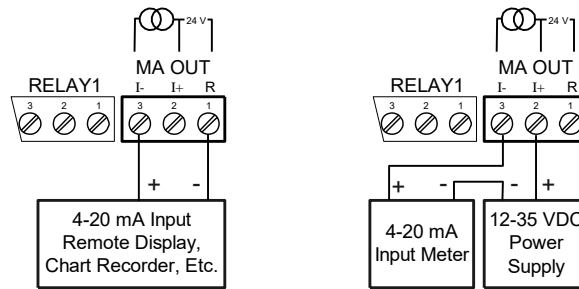 24 V
MA OUT
RELAY1 I- I+ R
3 2 1 3 2 1
+ -
4-20 mA Input
Remote Display,
Chart Recorder, Etc.
24 V
MA OUT
RELAY1 I- I+ R
3 2 1 3 2 1
+ - - +
4-20 mA
Input Meter
12-35 VDC
Power
Supply